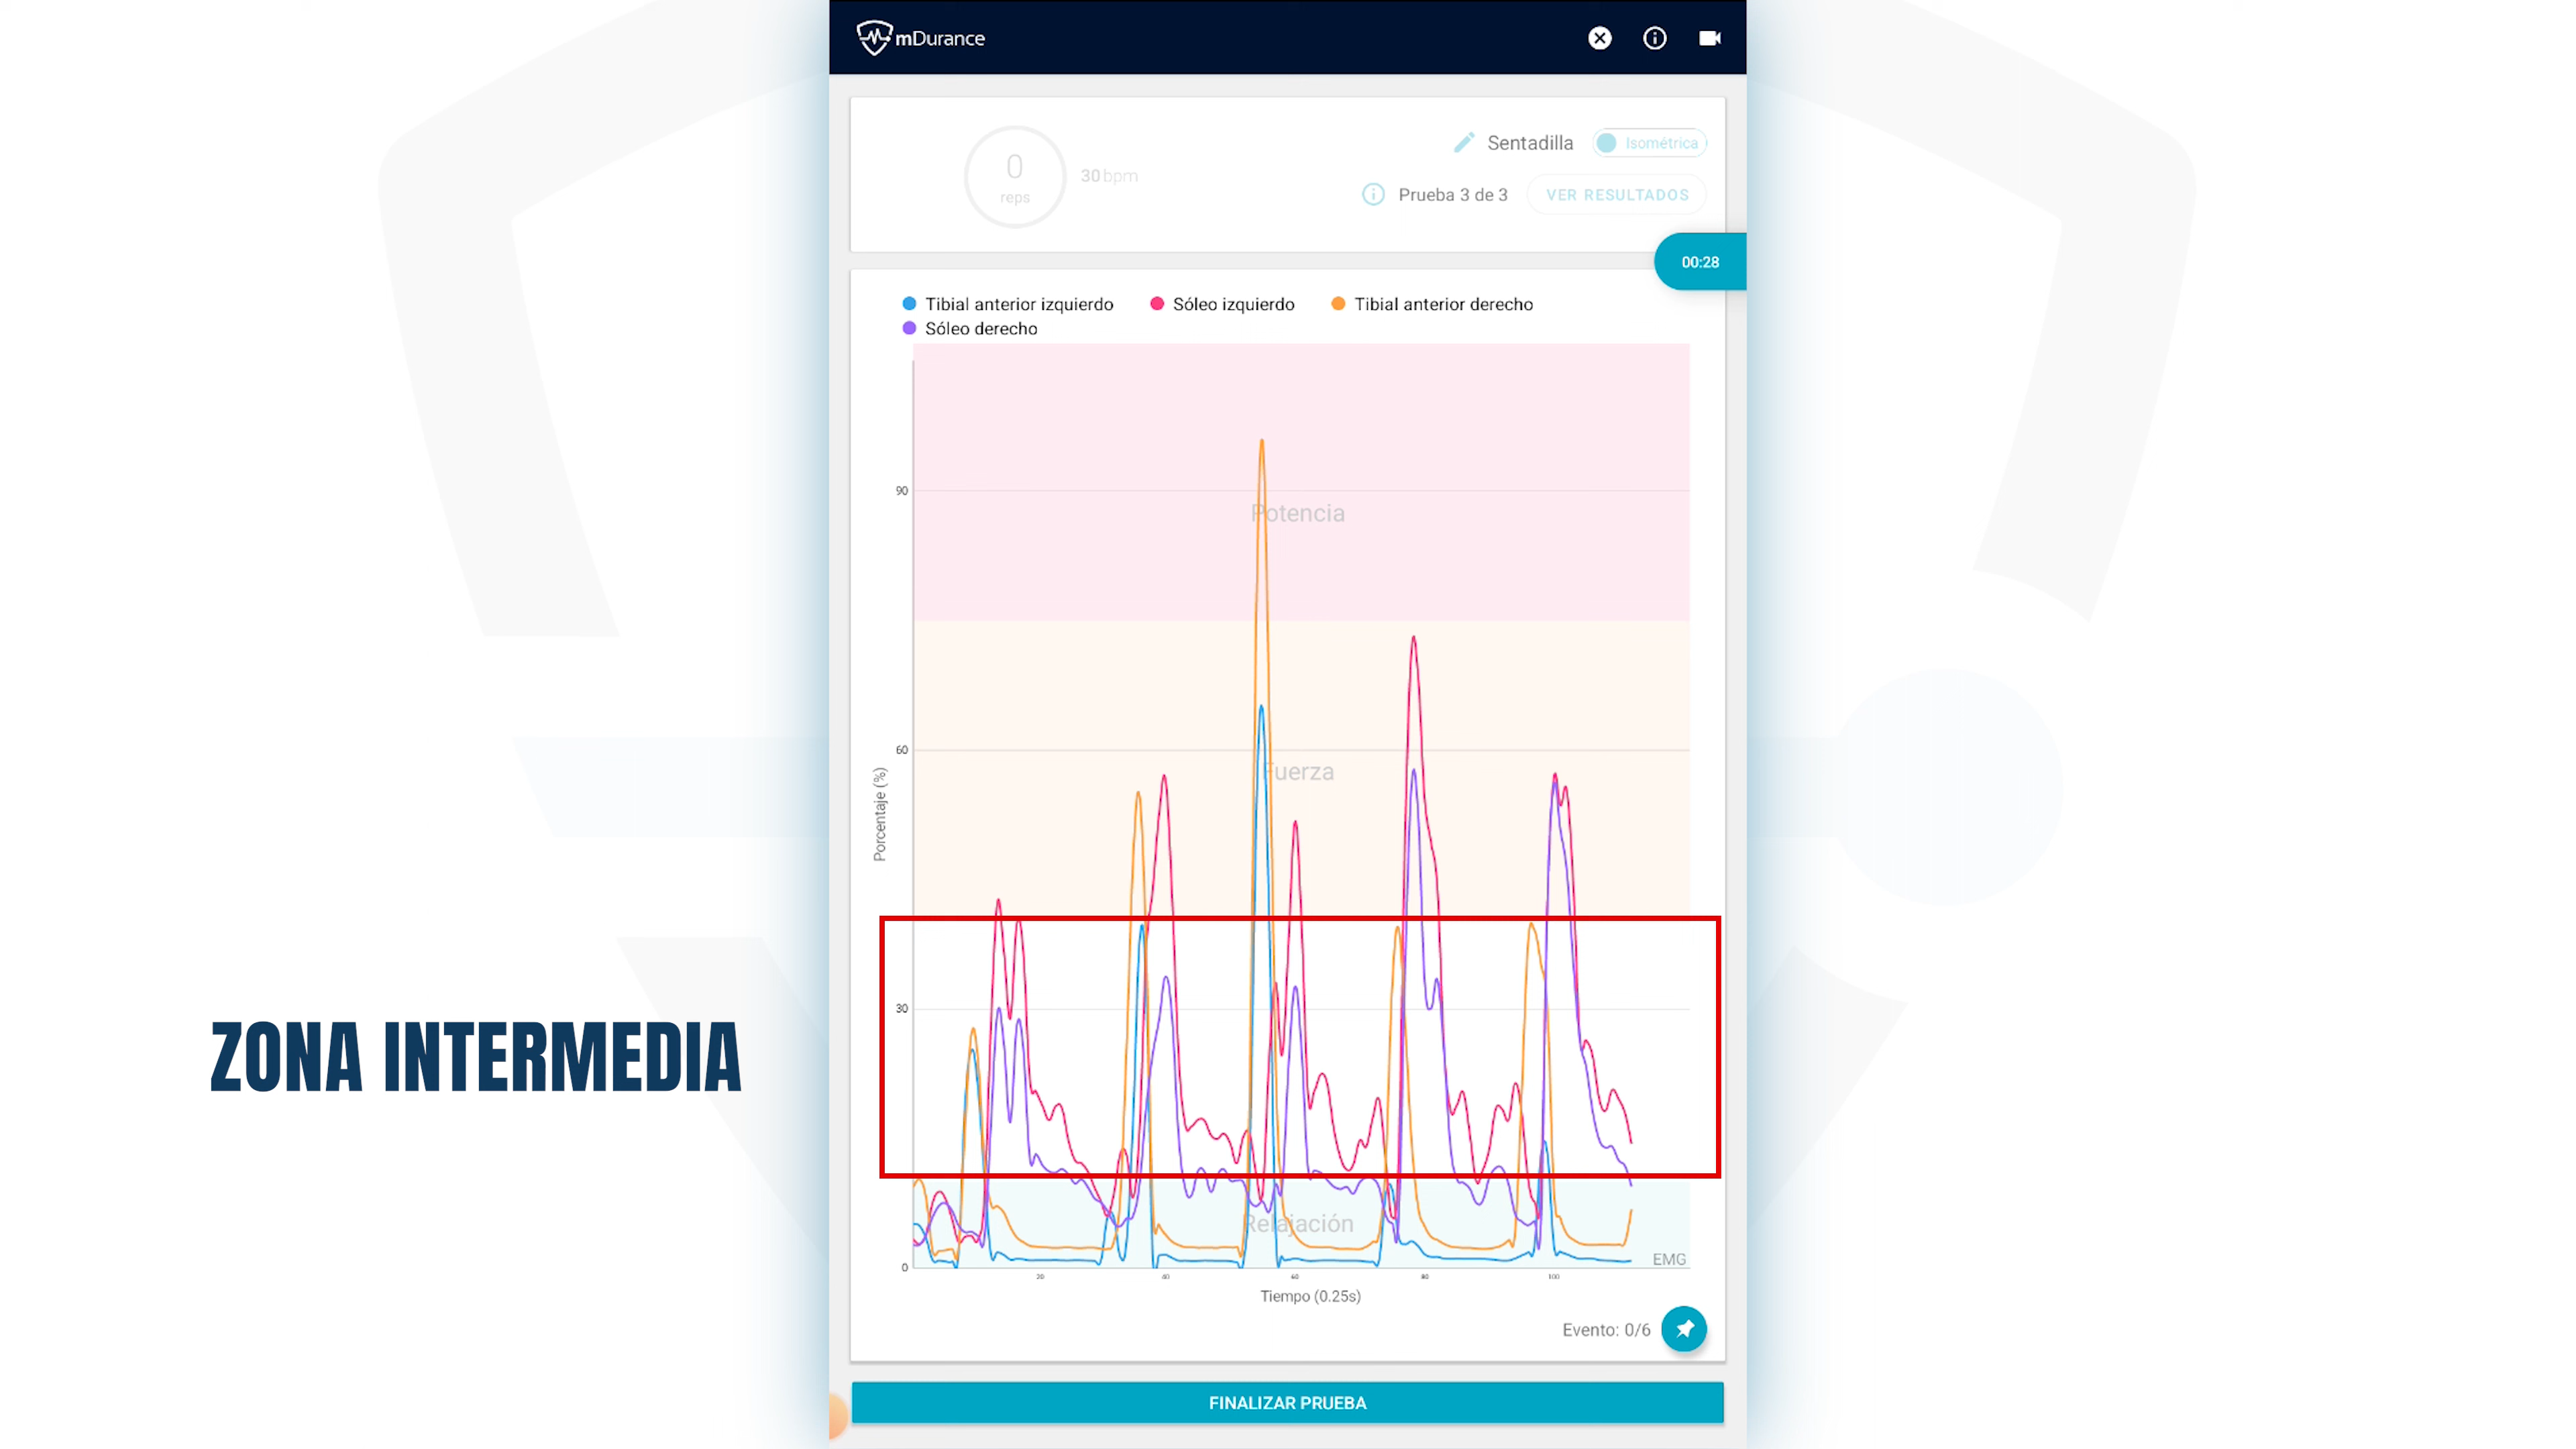 mDurance
0
reps
30 bpm
Sentadilla
Isométrica
Prueba 3 de 3
VER RESULTADOS
00:28
Tibial anterior izquierdo
Sóleo izquierdo
Tibial anterior derecho
Sóleo derecho
90
Potencia
60
Fuerza
Porcentaje (%)
30
ZONA INTERMEDIA
Relajación
EMG
0
20
40
60
80
100
Tiempo (0.25s)
Evento: 0/6
FINALIZAR PRUEBA